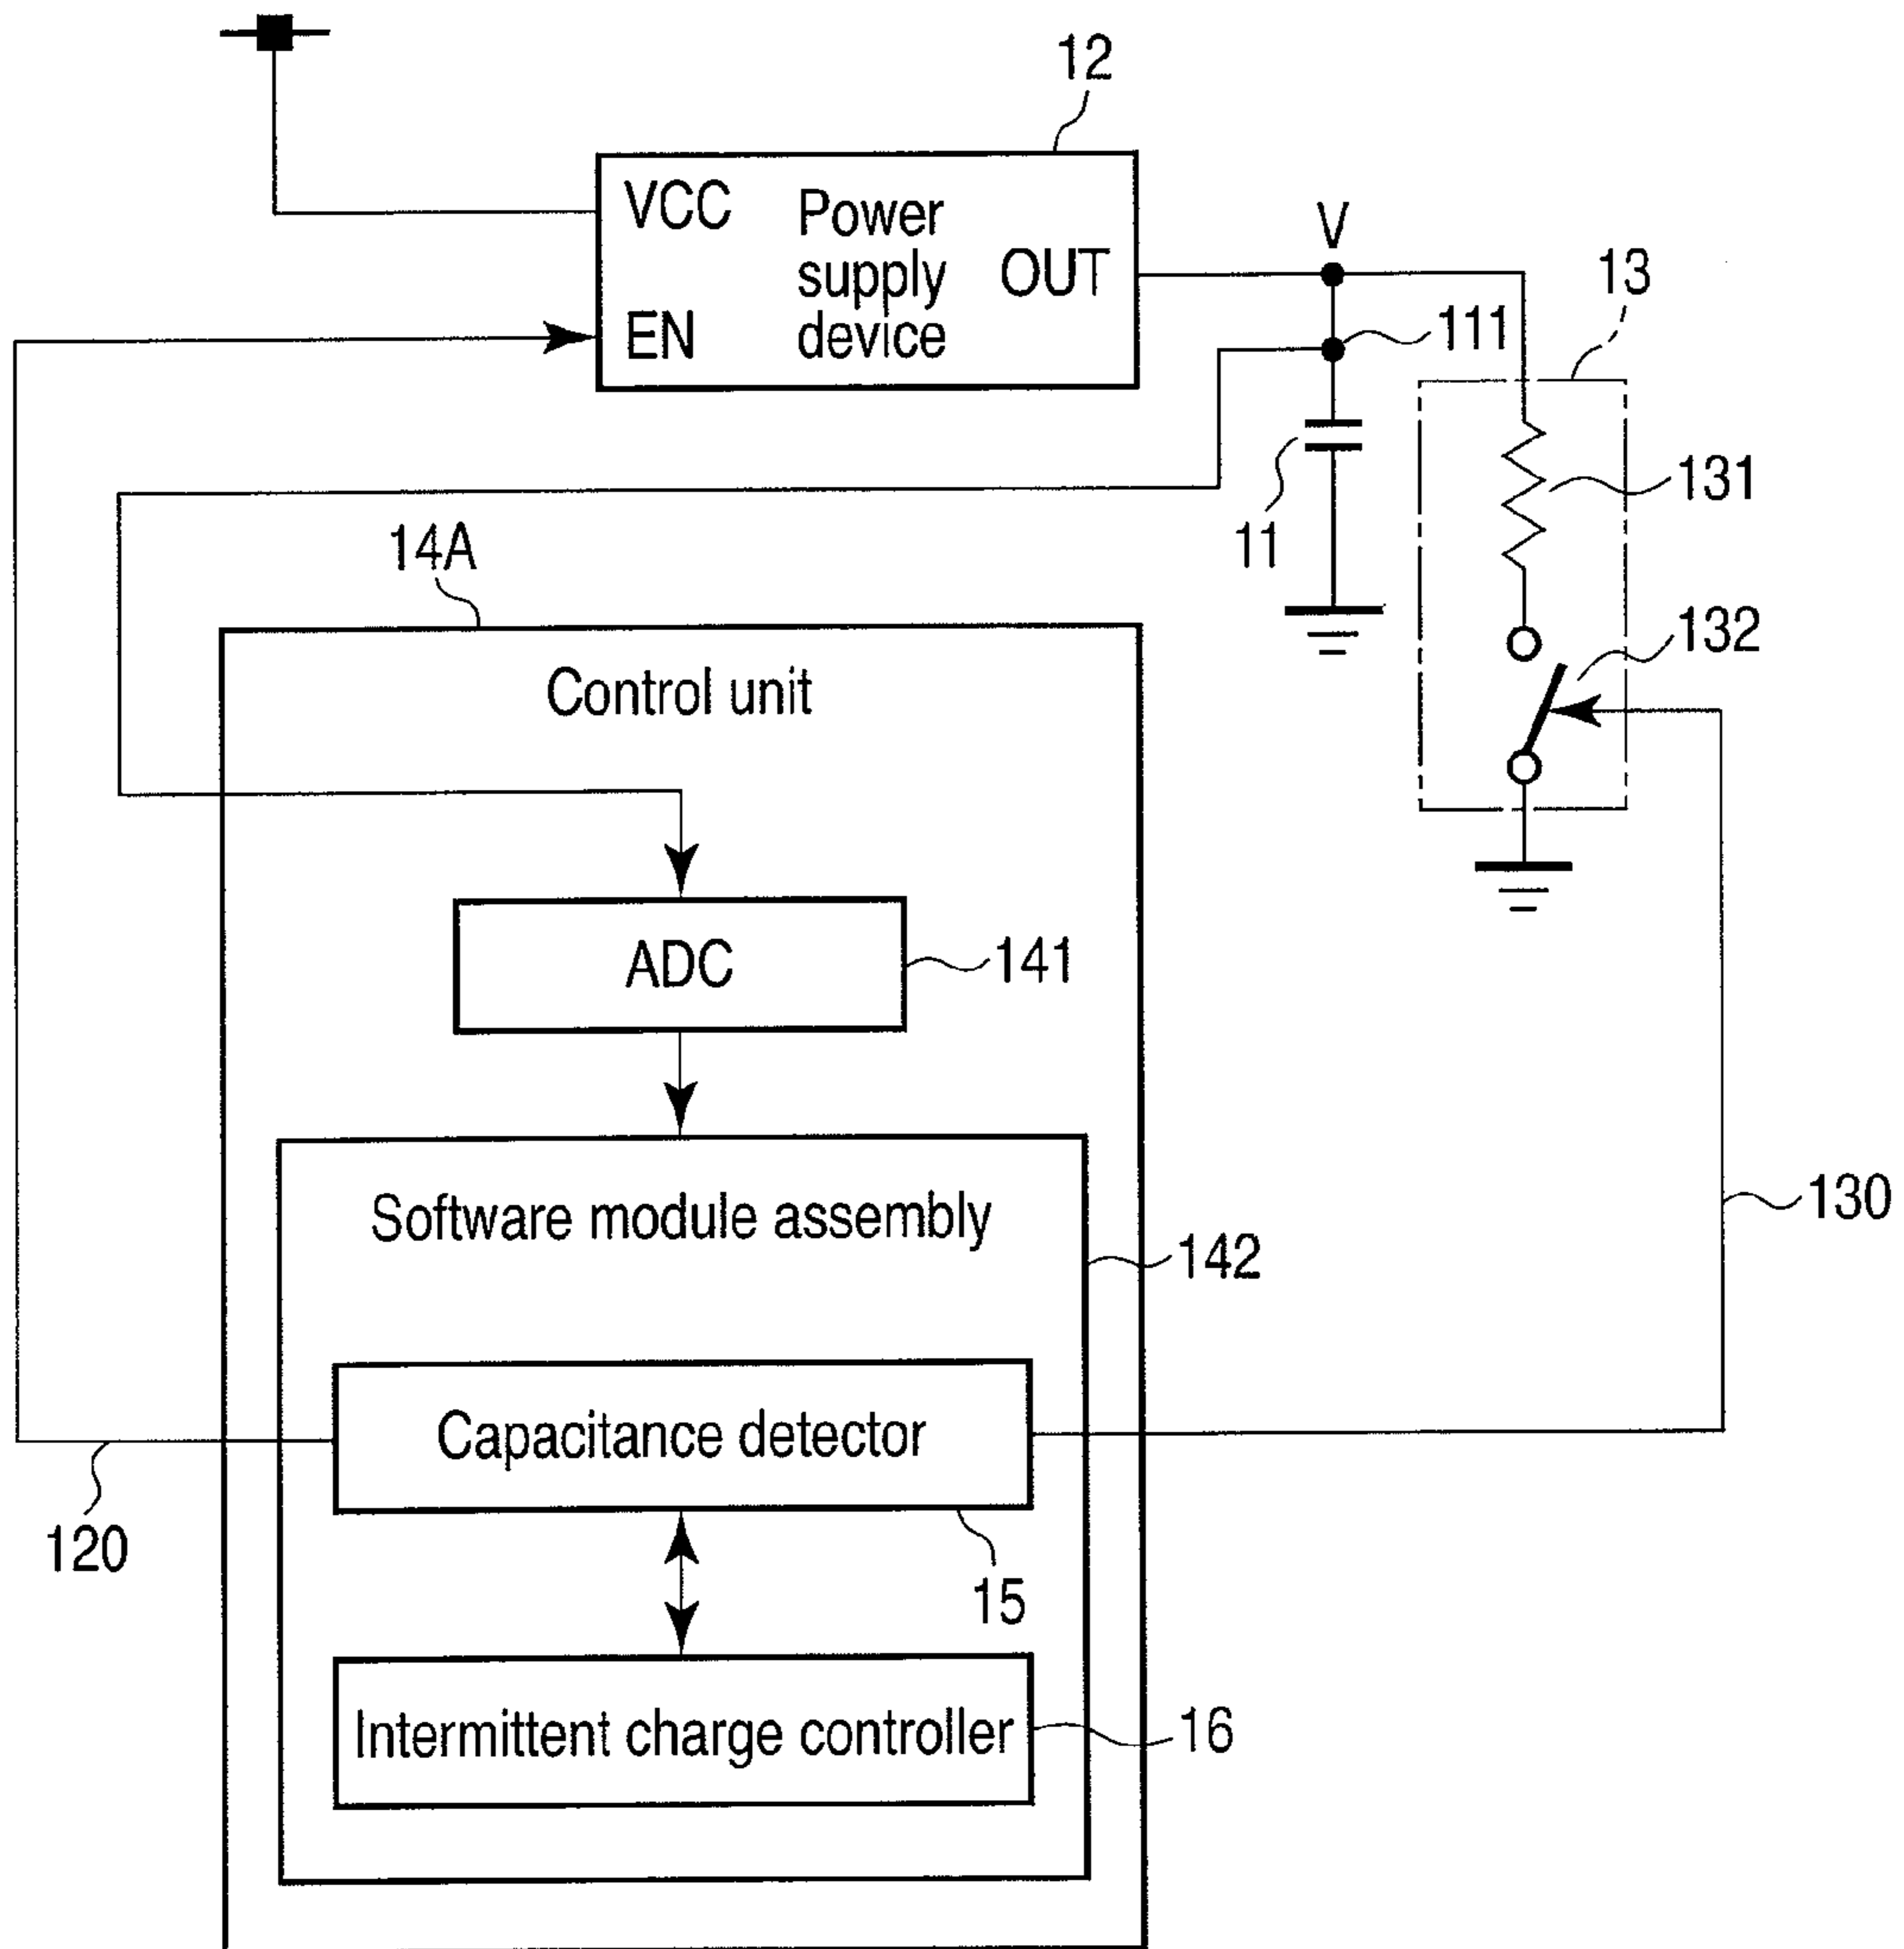 12
VCC
Power
supply
device
OUT
EN
V
111
13
11
131
132
14A
Control unit
ADC
141
130
Software module assembly
142
Capacitance detector
120
15
Intermittent charge controller
16